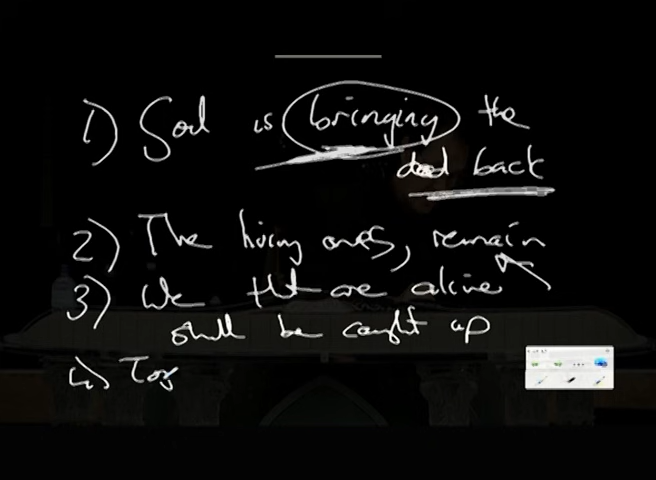 1) God is bringing the
dead back
2) The living ones, remain
3) We tht are alive
shall be caught up
4) Tog